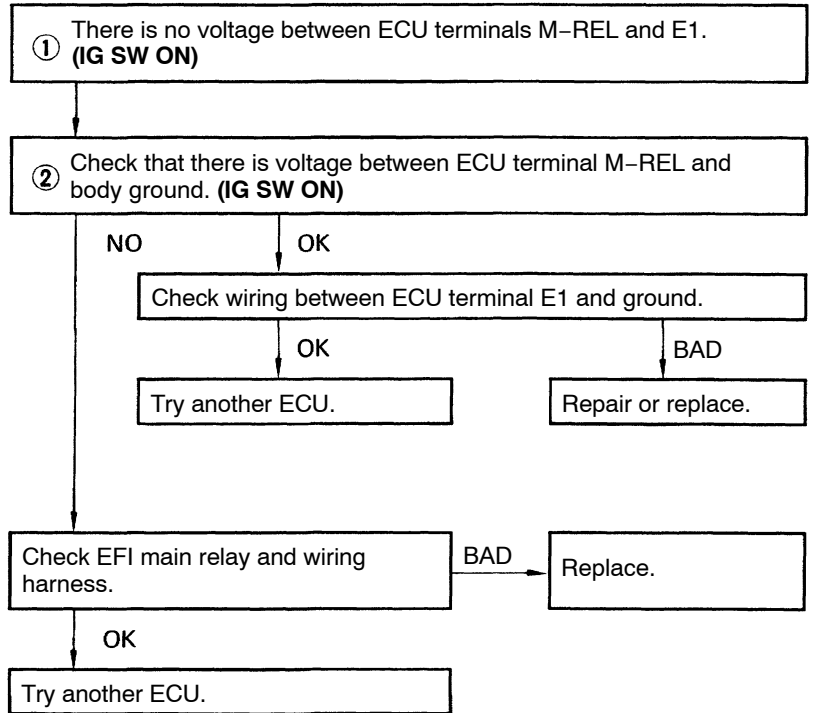 ① There is no voltage between ECU terminals M–REL and E1.
(IG SW ON)
② Check that there is voltage between ECU terminal M–REL and
body ground. (IG SW ON)
NO
OK
Check wiring between ECU terminal E1 and ground.
OK
BAD
Try another ECU.
Repair or replace.
Check EFI main relay and wiring
harness.
BAD
Replace.
OK
Try another ECU.